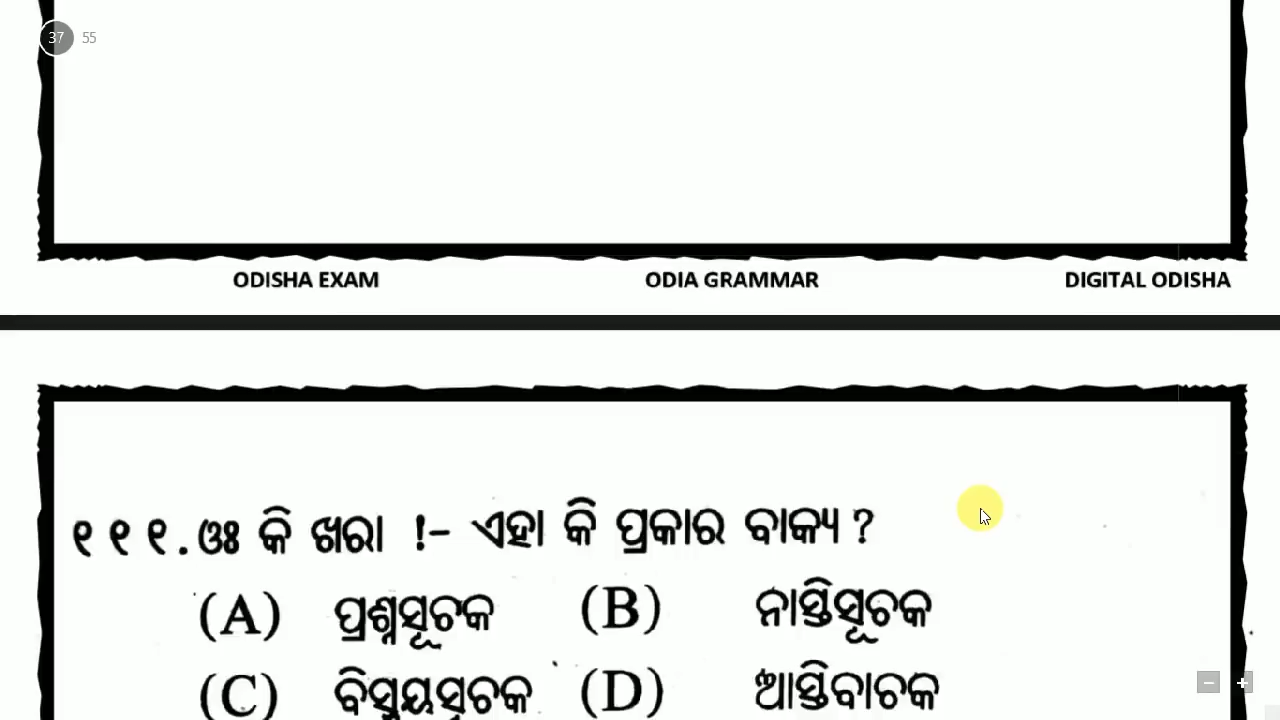 37 55
ODISHA EXAM ODIA GRAMMAR DIGITAL ODISHA
୧୧୧.ଓଃ କି ଖରା !- ଏହା କି ପ୍ରକାର ବାକ୍ୟ ?
(A) ପ୍ରଶ୍ନସୂଚକ (B) ନାସ୍ତିସୂଚକ
(C) ବିସ୍ମୟସୂଚକ (D) ଆସ୍ତିବାଚକ